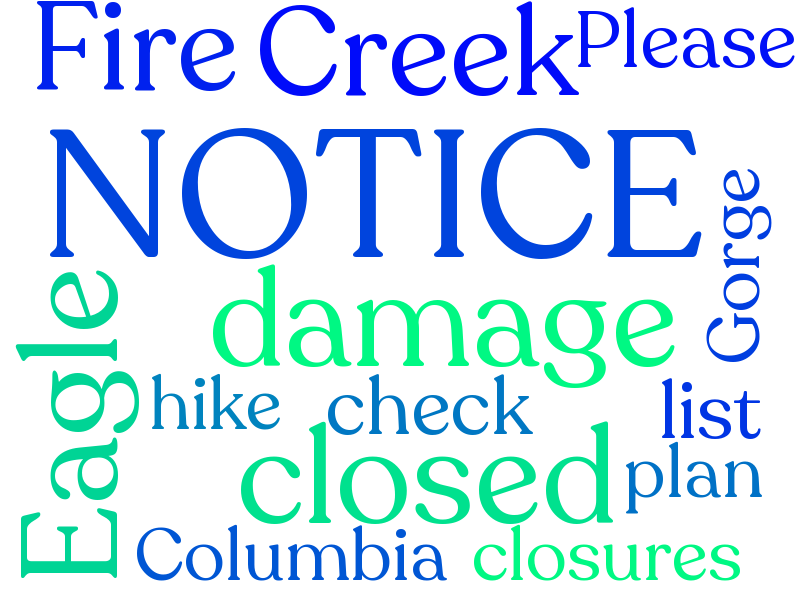 Fire Creek Please
NOTICE
Gorge
damage
Eagle
hike check list
closed plan
Columbia closures